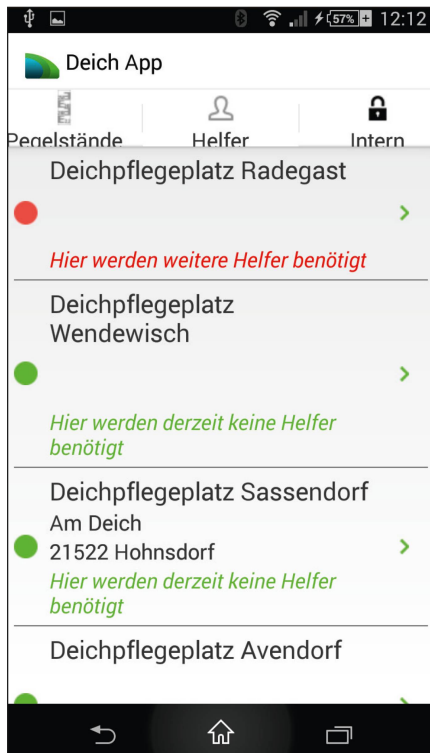 57% 12:12
Deich App
Pegelstände Helfer Intern
Deichpflegeplatz Radegast
Hier werden weitere Helfer benötigt
Deichpflegeplatz
Wendewisch
Hier werden derzeit keine Helfer
benötigt
Deichpflegeplatz Sassendorf
Am Deich
21522 Hohnsdorf
Hier werden derzeit keine Helfer
benötigt
Deichpflegeplatz Avendorf